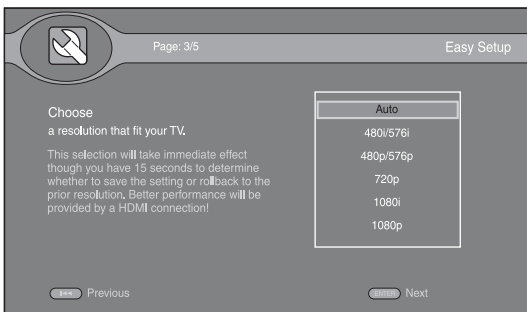 Page: 3/5
Easy Setup
Choose
a resolution that fit your TV.
This selection will take immediate effect
though you have 15 seconds to determine
whether to save the setting or rollback to the
prior resolution. Better performance will be
provided by a HDMI connection!
Auto
480i/576i
480p/576p
720p
1080i
1080p
Previous
ENTER Next